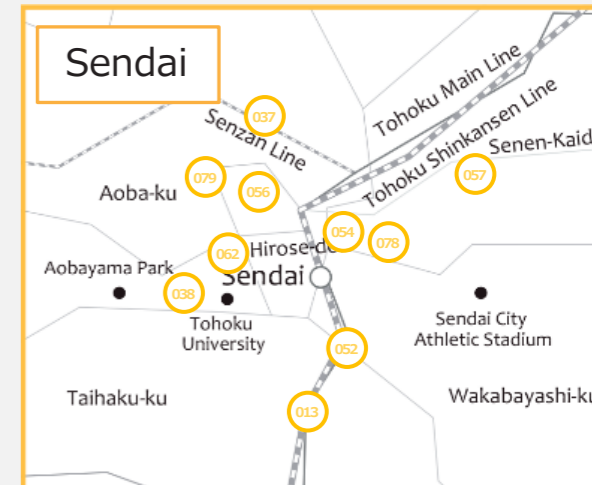 Sendai
Tohoku Main Line
037
Senzan Line
Tohoku Shinkansen Line
Senen-Kaid
057
079
056
Aoba-ku
054
078
062
Hirose-d
Sendai
Aobayama Park
038
Tohoku
University
Sendai City
Athletic Stadium
052
Taihaku-ku
Wakabayashi-ku
013